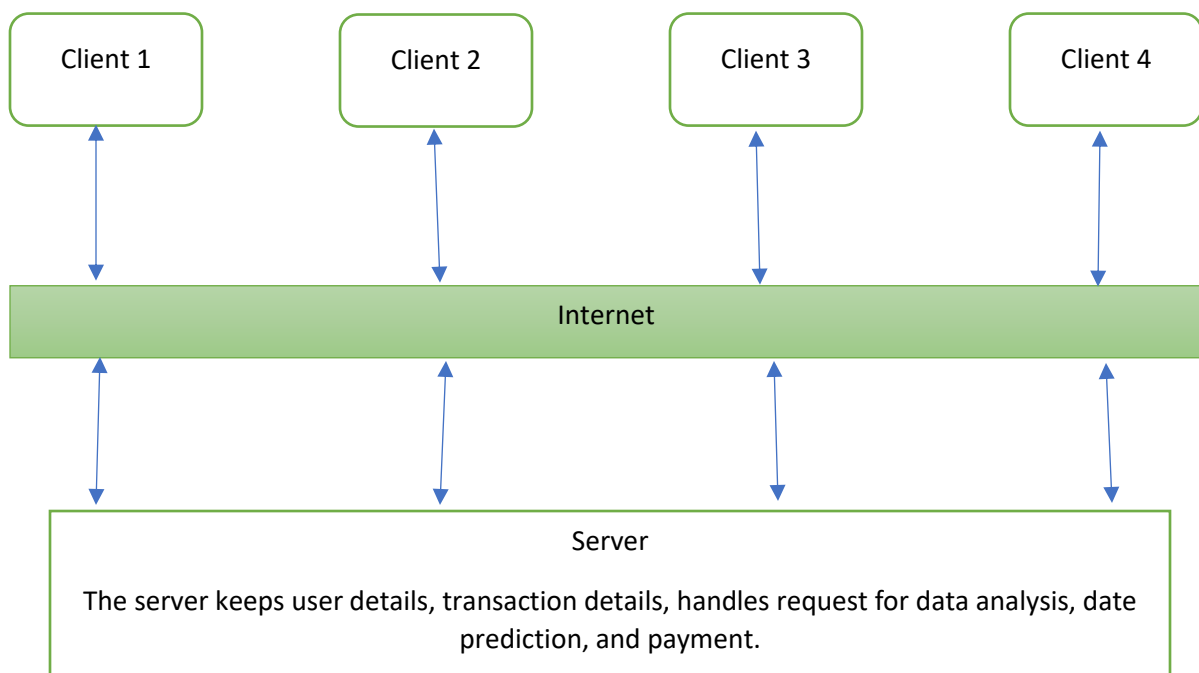 Client 1
Client 2
Client 3
Client 4
Internet
Server
The server keeps user details, transaction details, handles request for data analysis, date
prediction, and payment.